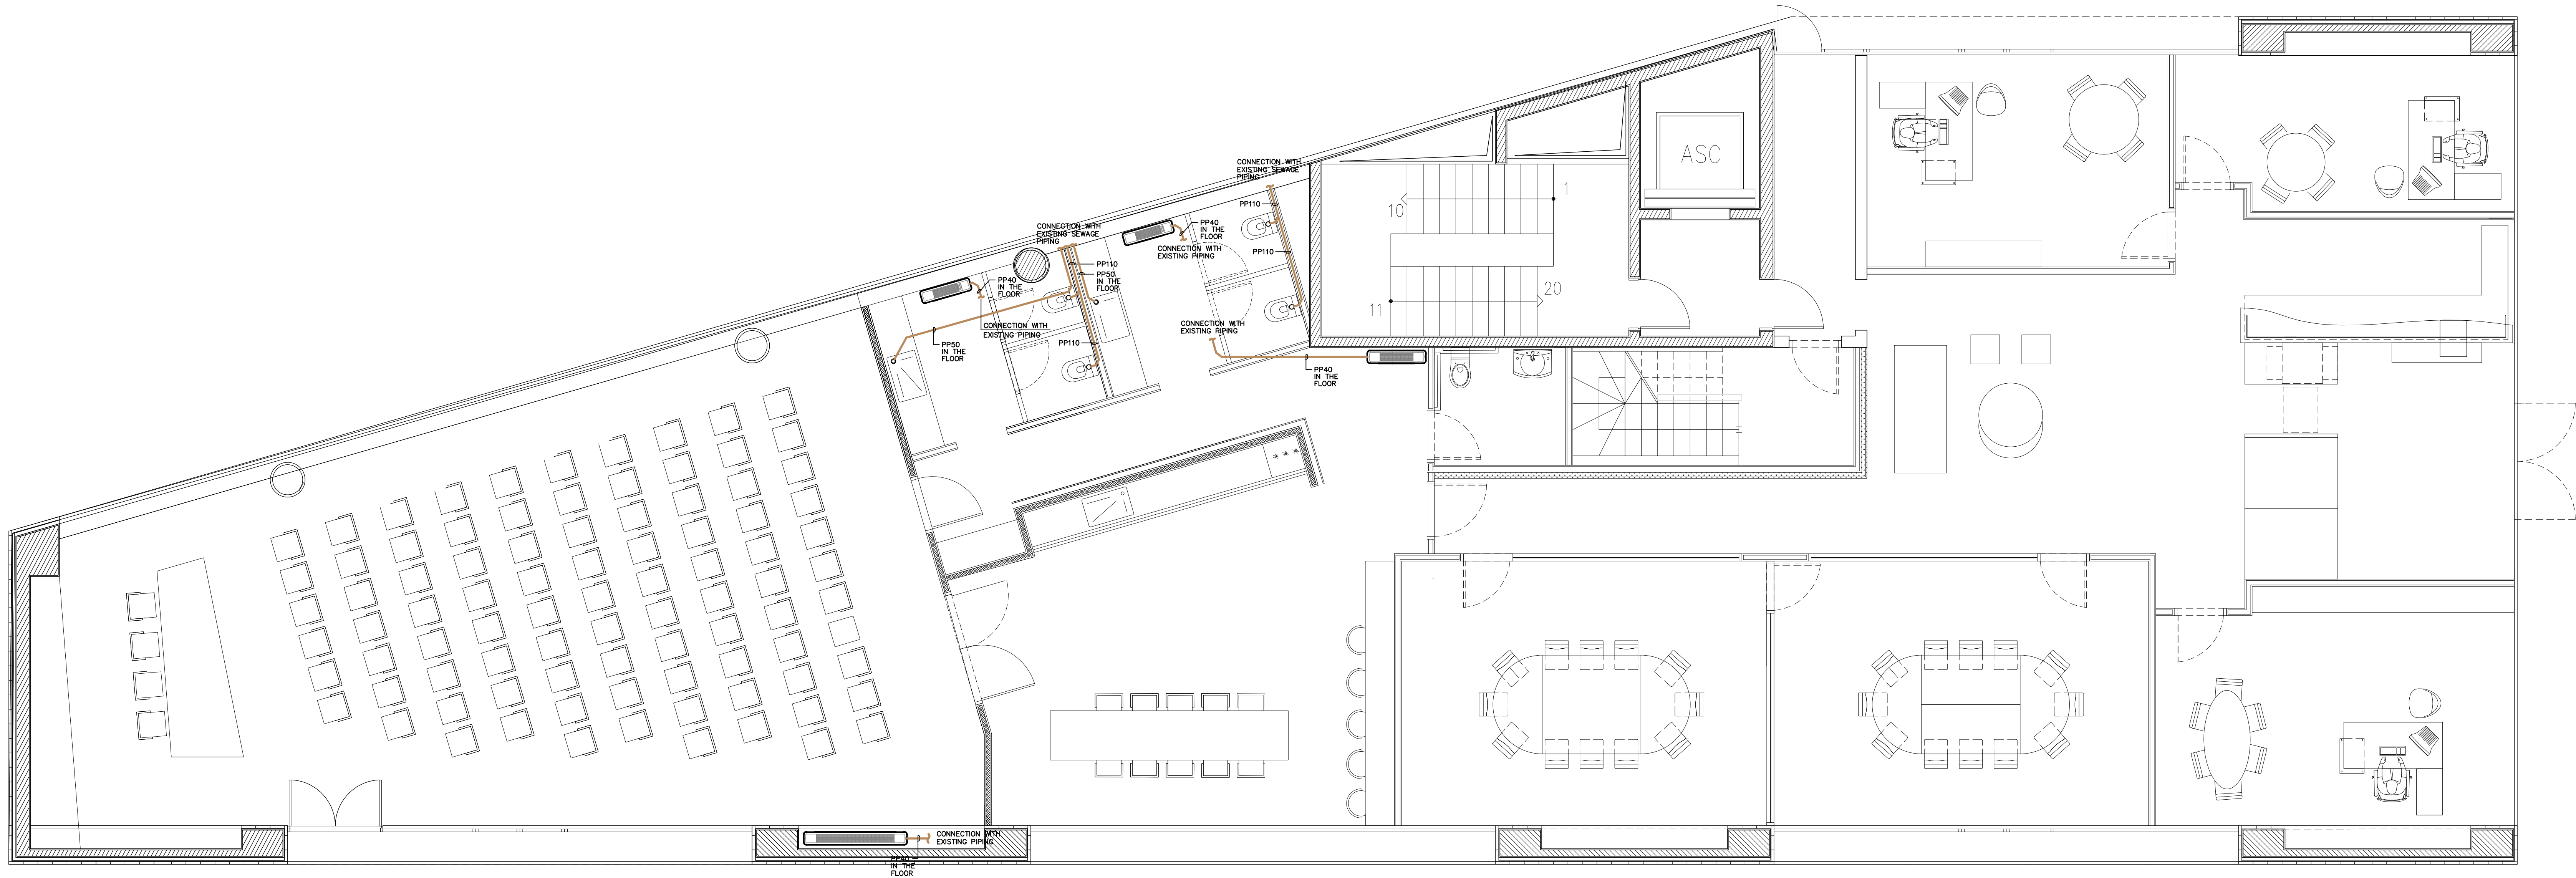 ASC
1
10
11
20
CONNECTION WITH
EXISTING SEWAGE
PIPING
PP110
PP110
PP40
IN THE
FLOOR
CONNECTION WITH
EXISTING PIPING
CONNECTION WITH
EXISTING SEWAGE
PIPING
PP110
PP50
IN THE
FLOOR
PP40
IN THE
FLOOR
CONNECTION WITH
EXISTING PIPING
PP50
IN THE
FLOOR
PP110
CONNECTION WITH
EXISTING PIPING
PP40
IN THE
FLOOR
CONNECTION WITH
EXISTING PIPING
PP40
IN THE
FLOOR